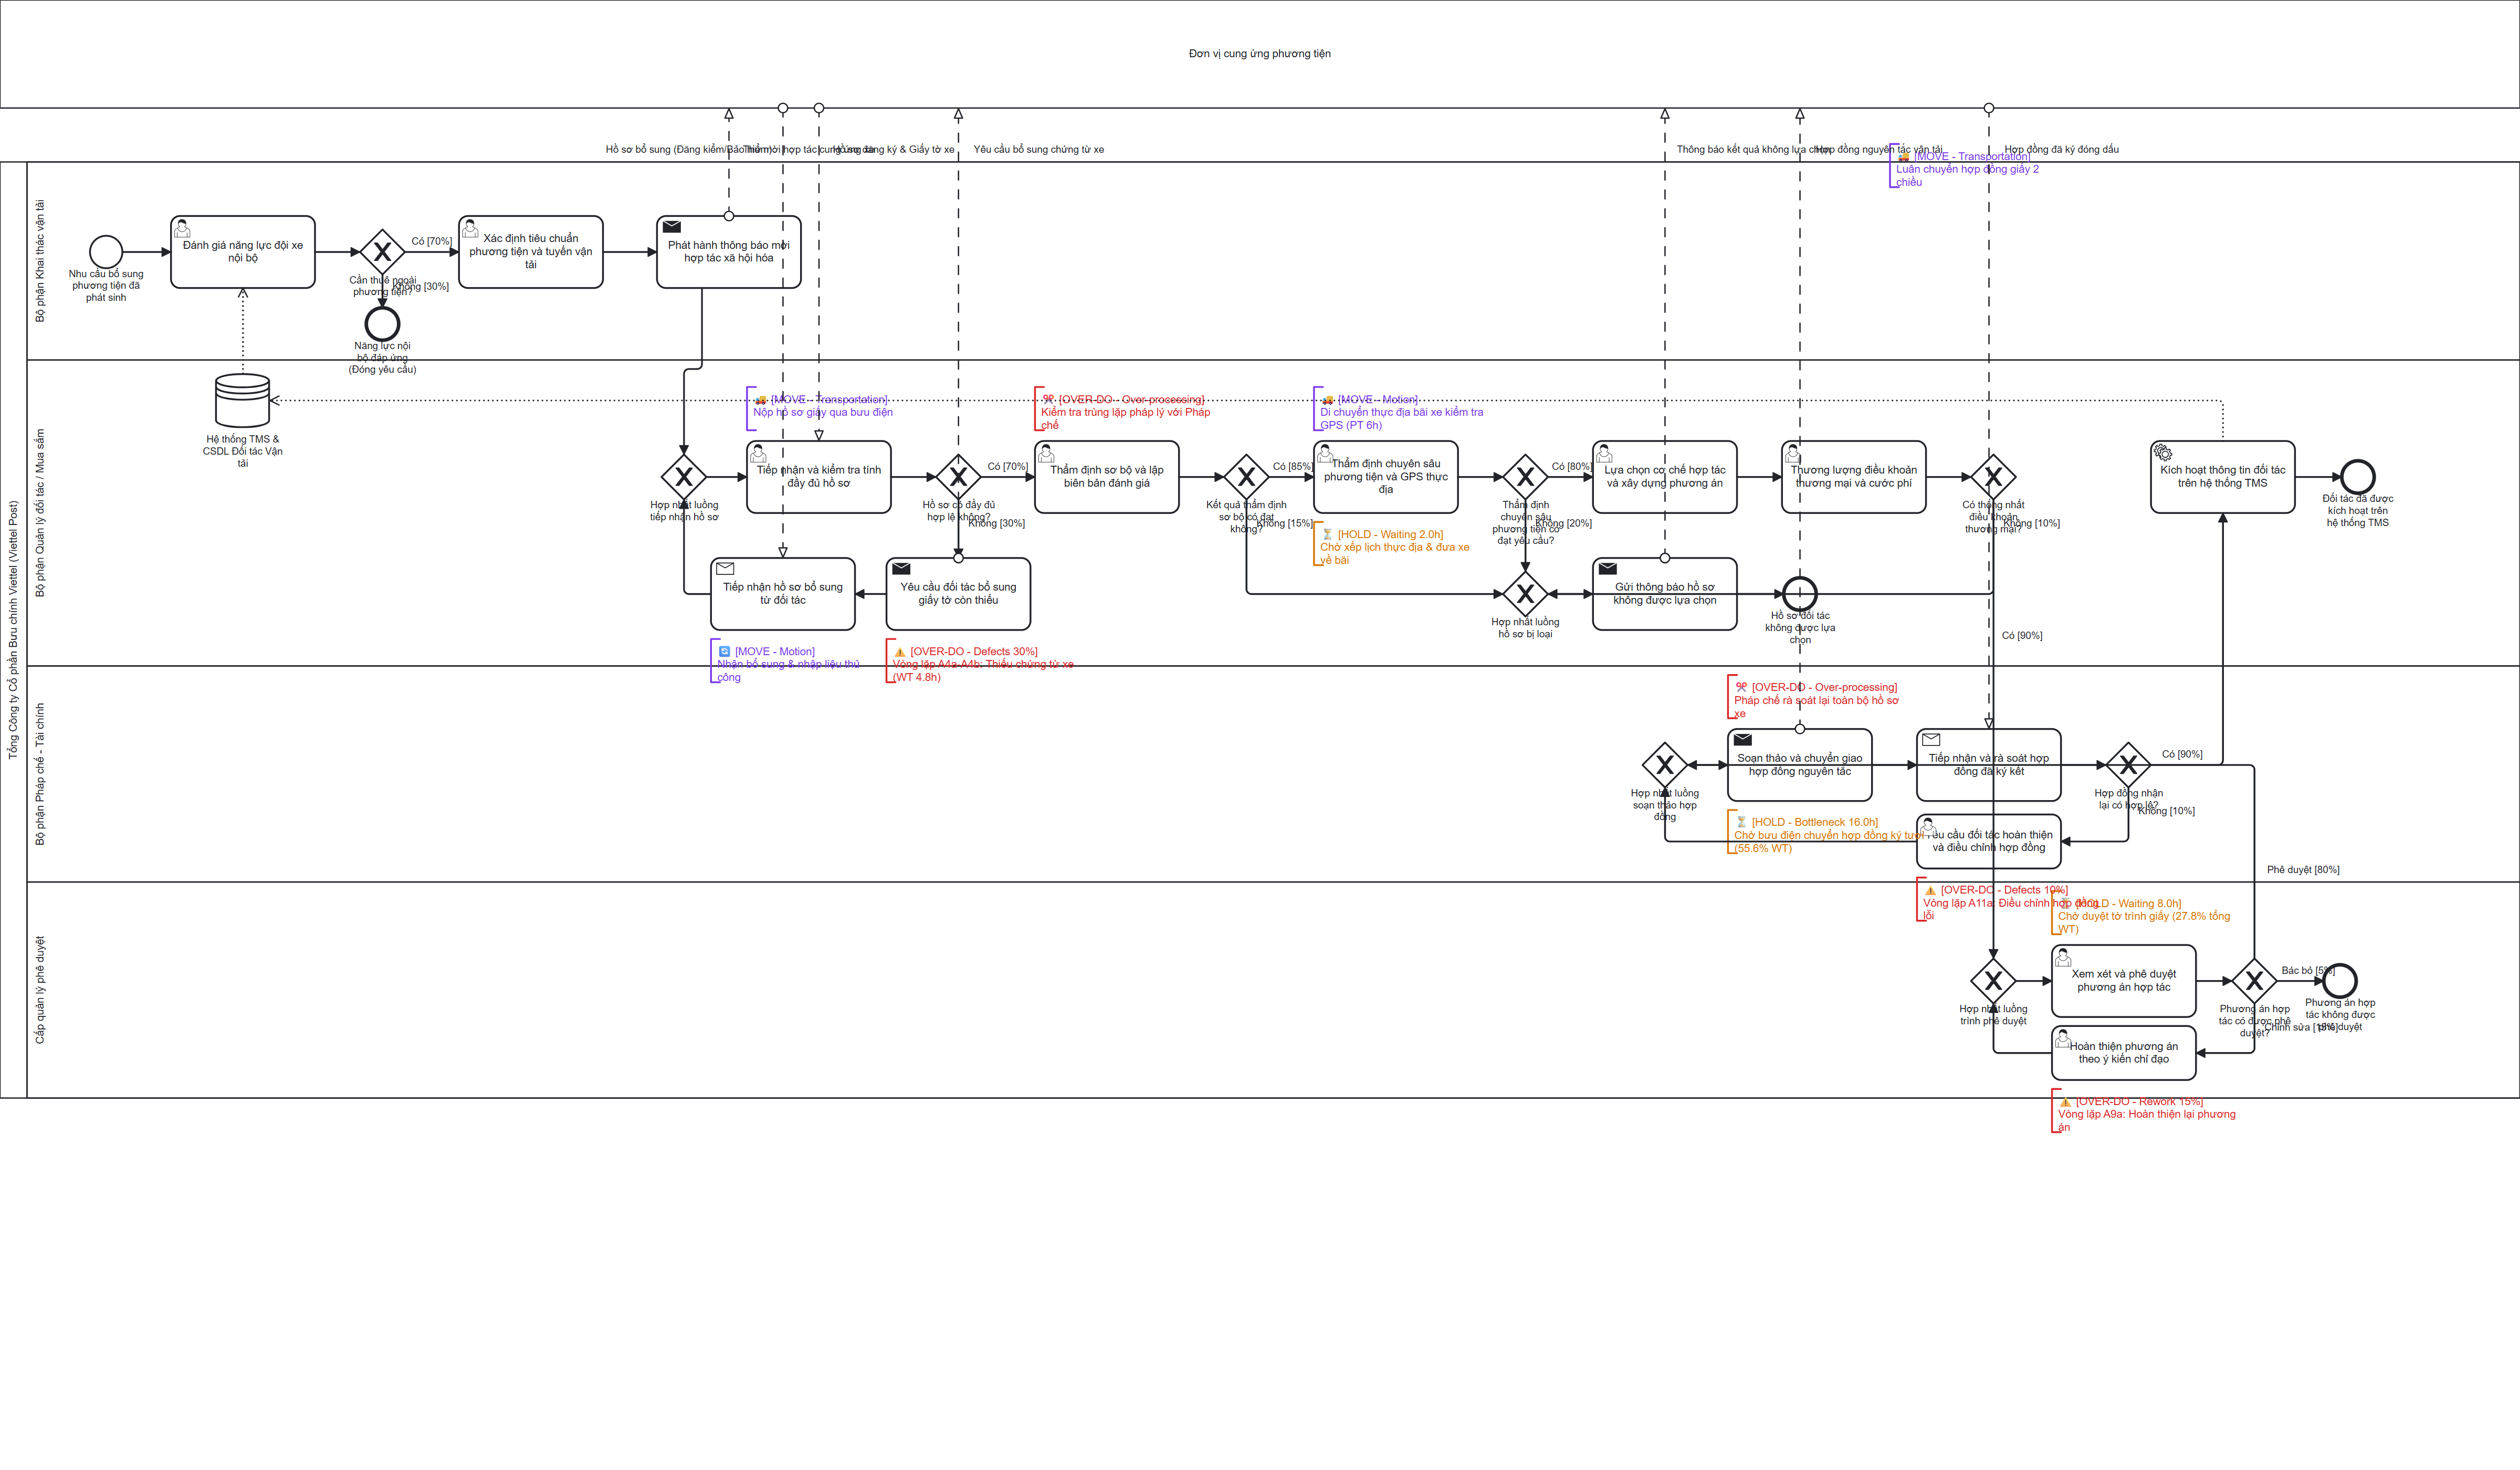 Đơn vị cung ứng phương tiện
Hồ sơ bổ sung (Đăng kiểm/Bảo hiểm)
Thư mời hợp tác cung ứng xe
Hồ sơ đăng ký & Giấy tờ xe
Yêu cầu bổ sung chứng từ xe
Thông báo kết quả không lựa chọn
Hợp đồng nguyên tắc vận tải
Hợp đồng đã ký đóng dấu
🚚 [MOVE - Transportation]
Luân chuyển hợp đồng giấy 2
chiều
Tổng Công ty Cổ phần Bưu chính Viettel (Viettel Post)
Bộ phận Khai thác vận tải
Nhu cầu bổ sung
phương tiện đã
phát sinh
Đánh giá năng lực đội xe
nội bộ
Cần thuê ngoài
phương tiện?
Có [70%]
Không [30%]
Năng lực nội
bộ đáp ứng
(Đóng yêu cầu)
Xác định tiêu chuẩn
phương tiện và tuyến vận
tải
Phát hành thông báo mời
hợp tác xã hội hóa
Bộ phận Quản lý đối tác / Mua sắm
Hệ thống TMS &
CSDL Đối tác Vận
tải
🚚 [MOVE - Transportation]
Nộp hồ sơ giấy qua bưu điện
[OVER-DO - Over-processing]
Kiểm tra trùng lặp pháp lý với Pháp
chế
🚚 [MOVE - Motion]
Di chuyển thực địa bãi xe kiểm tra
GPS (PT 6h)
Hợp nhất luồng
tiếp nhận hồ sơ
Tiếp nhận và kiểm tra tính
đầy đủ hồ sơ
Hồ sơ có đầy đủ
hợp lệ không?
Có [70%]
Không [30%]
Thẩm định sơ bộ và lập
biên bản đánh giá
Kết quả thẩm định
sơ bộ có đạt
không?
Có [85%]
Không [15%]
Thẩm định chuyên sâu
phương tiện và GPS thực
địa
⏳ [HOLD - Waiting 2.0h]
Chờ xếp lịch thực địa & đưa xe
về bãi
Thẩm định
chuyên sâu
phương tiện có
đạt yêu cầu?
Có [80%]
Không [20%]
Lựa chọn cơ chế hợp tác
và xây dựng phương án
Thương lượng điều khoản
thương mại và cước phí
Có thống nhất
điều khoản
thương mại?
Không [10%]
Có [90%]
Kích hoạt thông tin đối tác
trên hệ thống TMS
Đối tác đã được
kích hoạt trên
hệ thống TMS
Tiếp nhận hồ sơ bổ sung
từ đối tác
Yêu cầu đối tác bổ sung
giấy tờ còn thiếu
Hợp nhất luồng
hồ sơ bị loại
Gửi thông báo hồ sơ
không được lựa chọn
Hồ sơ đối tác
không được lựa
chọn
🔄 [MOVE - Motion]
Nhận bổ sung & nhập liệu thủ
công
⚠️ [OVER-DO - Defects 30%]
Vòng lặp A4a-A4b: Thiếu chứng từ xe
(WT 4.8h)
Bộ phận Pháp chế - Tài chính
[OVER-DO - Over-processing]
Pháp chế rà soát lại toàn bộ hồ sơ
xe
Hợp nhất luồng
soạn thảo hợp
đồng
Soạn thảo và chuyển giao
hợp đồng nguyên tắc
Tiếp nhận và rà soát hợp
đồng đã ký kết
Hợp đồng nhận
lại có hợp lệ?
Có [90%]
Không [10%]
⏳ [HOLD - Bottleneck 16.0h]
Chờ bưu điện chuyển hợp đồng ký tươi
(55.6% WT)
Yêu cầu đối tác hoàn thiện
và điều chỉnh hợp đồng
Phê duyệt [80%]
Cấp quản lý phê duyệt
⚠️ [OVER-DO - Defects 10%]
Vòng lặp A11a: Điều chỉnh hợp đồng
lỗi
⏳ [HOLD - Waiting 8.0h]
Chờ duyệt tờ trình giấy (27.8% tổng
WT)
Hợp nhất luồng
trình phê duyệt
Xem xét và phê duyệt
phương án hợp tác
Phương án hợp
tác có được phê
duyệt?
Bác bỏ [5%]
Chỉnh sửa [15%]
Phương án hợp
tác không được
phê duyệt
Hoàn thiện phương án
theo ý kiến chỉ đạo
⚠️ [OVER-DO - Rework 15%]
Vòng lặp A9a: Hoàn thiện lại phương
án